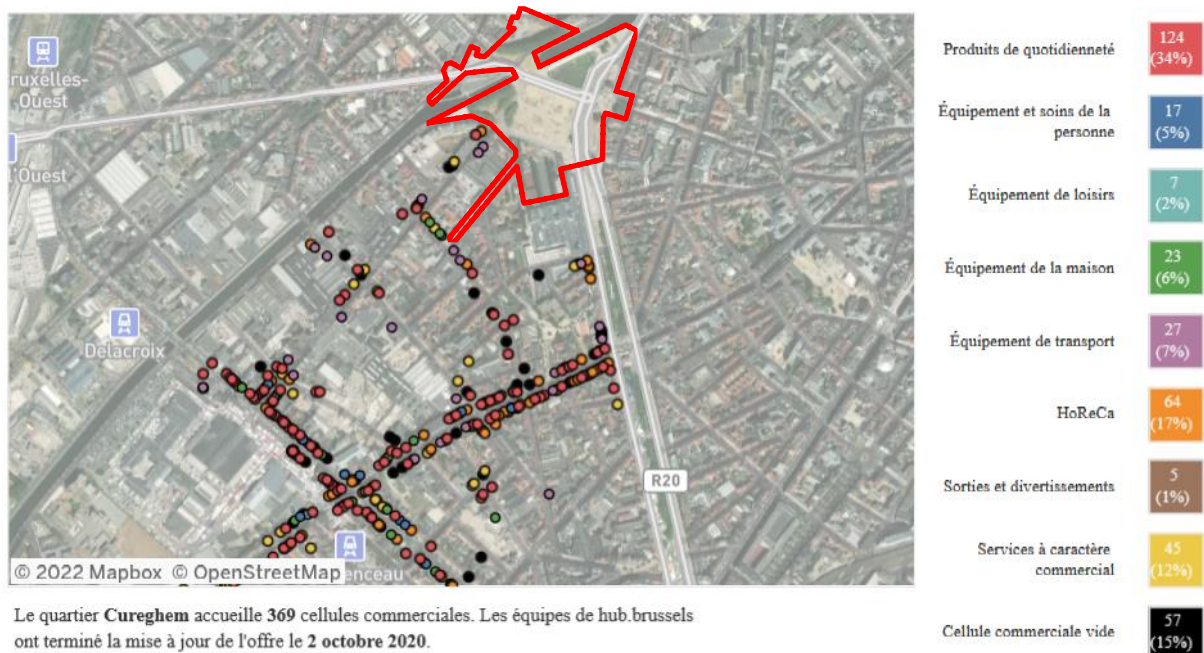 Bruxelles-
Ouest
l'Ouest
Delacroix
R20
Clemenceau
© 2022 Mapbox © OpenStreetMap
Le quartier Cureghem accueille 369 cellules commerciales. Les équipes de hub.brussels
ont terminé la mise à jour de l'offre le 2 octobre 2020.
Produits de quotidienneté
124
(34%)
Équipement et soins de la
personne
17
(5%)
Équipement de loisirs
7
(2%)
Équipement de la maison
23
(6%)
Équipement de transport
27
(7%)
HoReCa
64
(17%)
Sorties et divertissements
5
(1%)
Services à caractère
commercial
45
(12%)
Cellule commerciale vide
57
(15%)